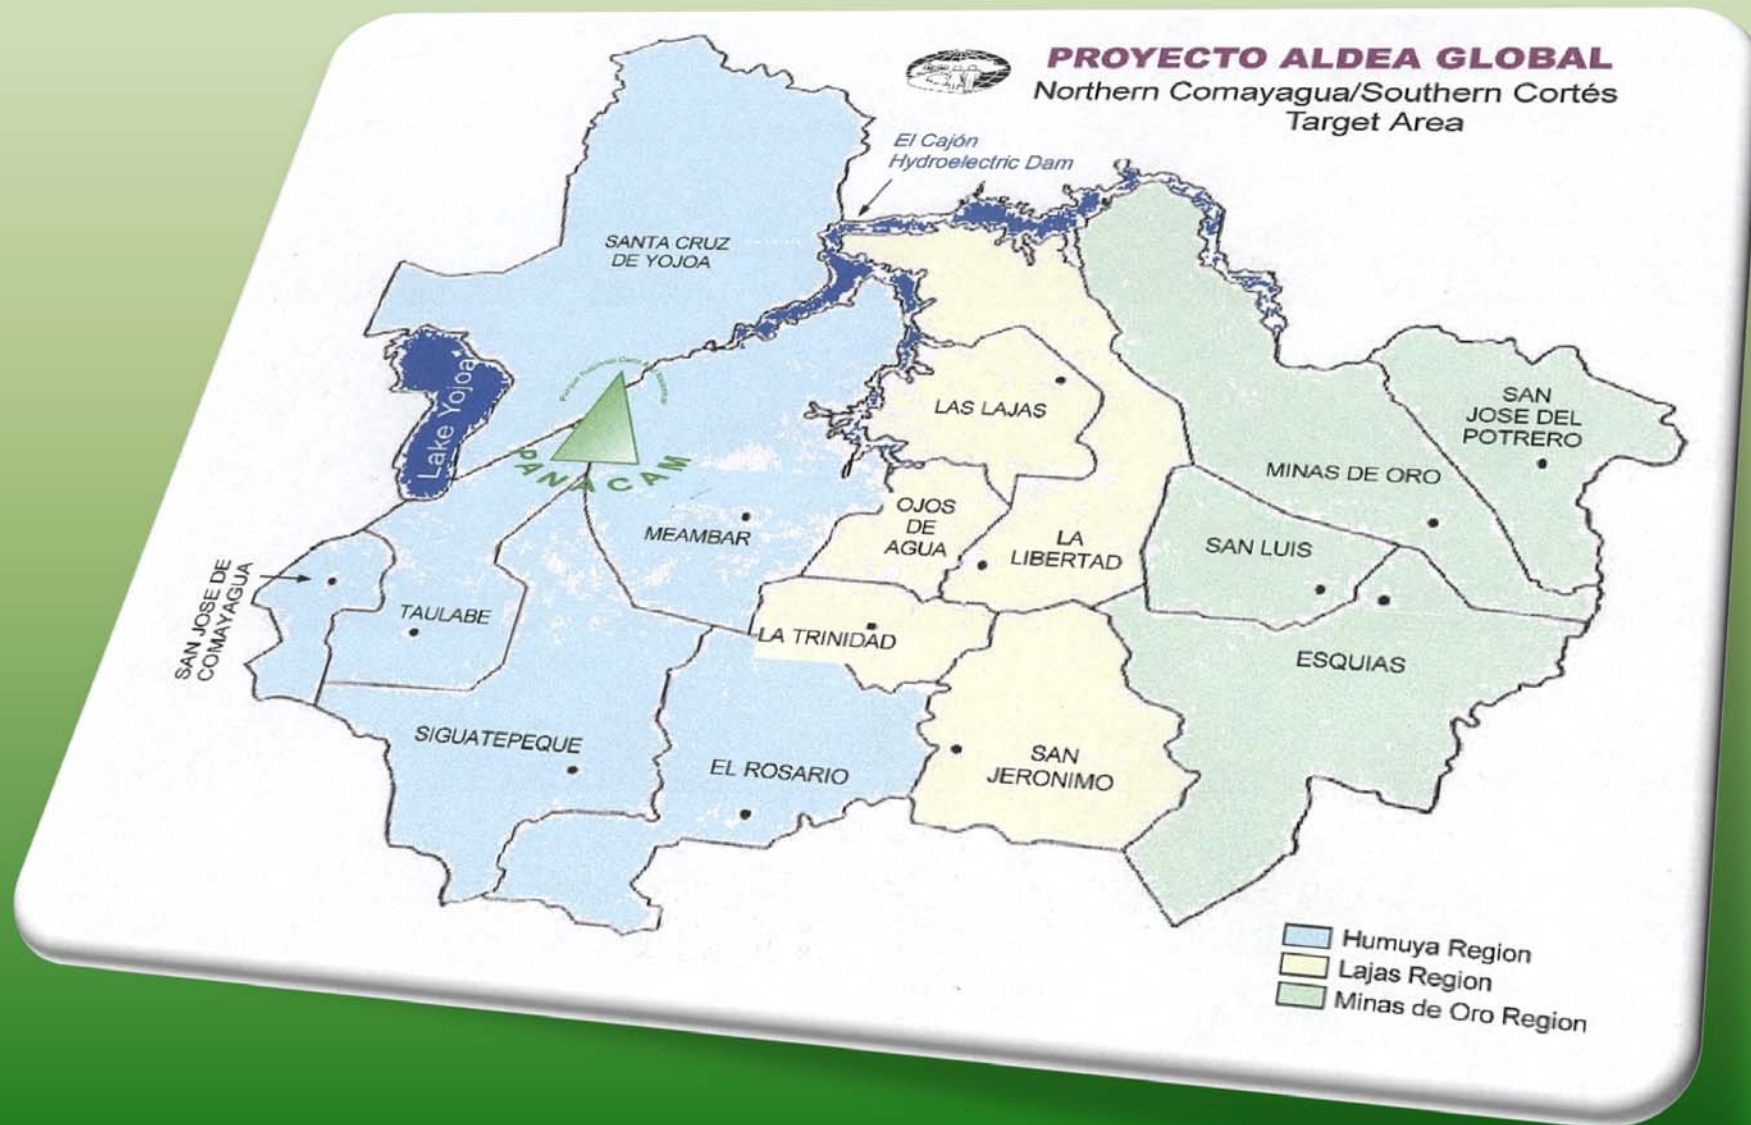 PROYECTO ALDEA GLOBAL
Northern Comayagua/Southern Cortés
Target Area
El Cajón
Hydroelectric Dam
SANTA CRUZ
DE YOJOA
Lake Yojoa
PANACAM
LAS LAJAS
SAN
JOSE DEL
POTRERO
MINAS DE ORO
OJOS
DE
AGUA
MEAMBAR
LA
LIBERTAD
SAN LUIS
SAN JOSE DE
COMAYAGUA
TAULABE
LA TRINIDAD
ESQUIAS
SIGUATEPEQUE
EL ROSARIO
SAN
JERONIMO
Humuya Region
Lajas Region
Minas de Oro Region